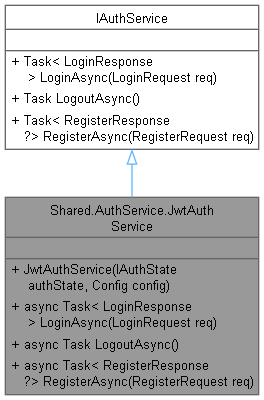 IAuthService
+ Task< LoginResponse
> LoginAsync(LoginRequest req)
+ Task LogoutAsync()
+ Task< RegisterResponse
?> RegisterAsync(RegisterRequest req)
Shared.AuthService.JwtAuth
Service
+ JwtAuthService(IAuthState
authState, Config config)
+ async Task< LoginResponse
> LoginAsync(LoginRequest req)
+ async Task LogoutAsync()
+ async Task< RegisterResponse
?> RegisterAsync(RegisterRequest req)